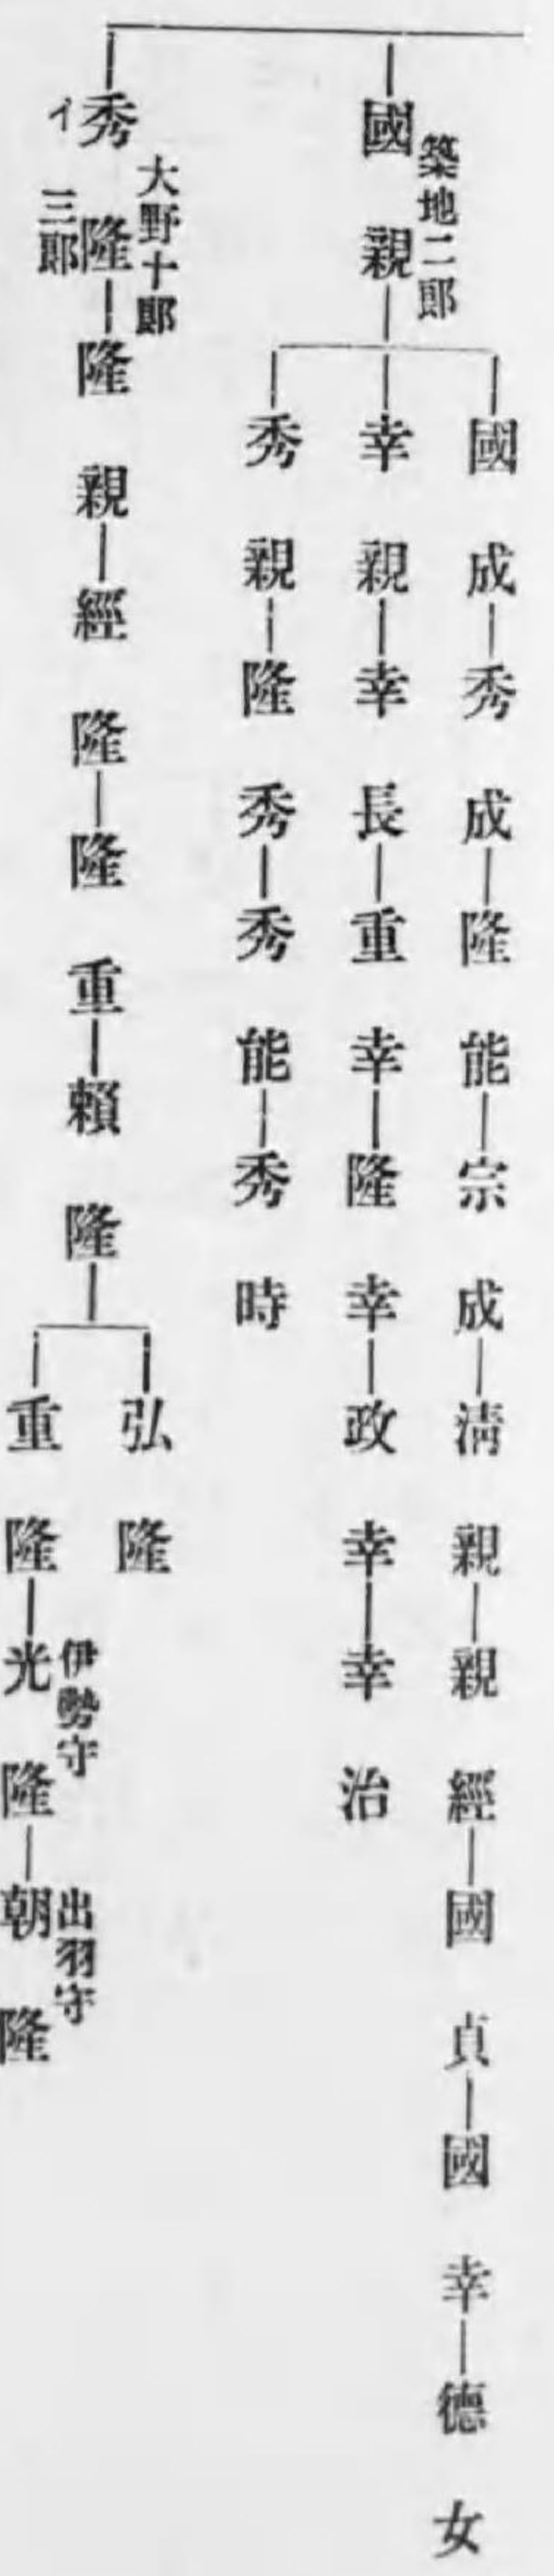 築地二郎
國親
國成―秀成―隆能―宗成―淸親―親經―國貞―國幸―德女
幸親―幸長―重幸―隆幸―政幸―幸治
秀親―隆秀―秀能―秀時
大野十郎
秀隆―隆親―經隆―隆重―賴隆
イ三郎
弘隆
伊勢守
出羽守
重隆―光隆―朝隆